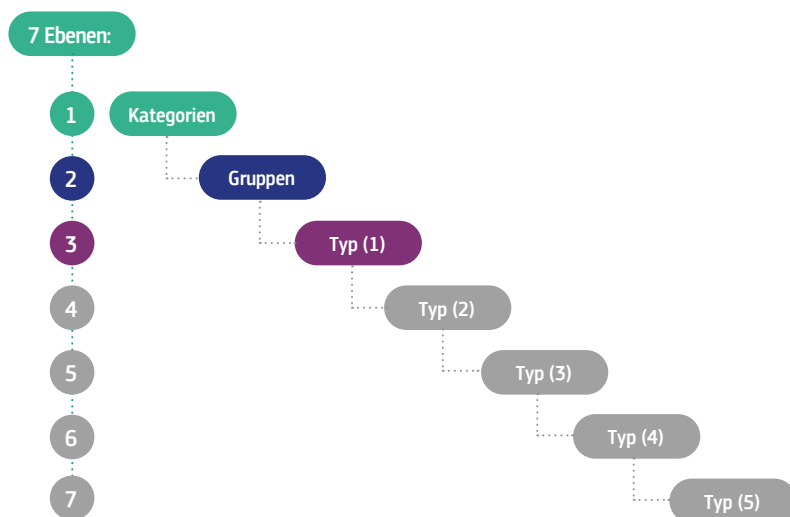 7 Ebenen:
1 Kategorien
2 Gruppen
3 Typ (1)
4 Typ (2)
5 Typ (3)
6 Typ (4)
7 Typ (5)